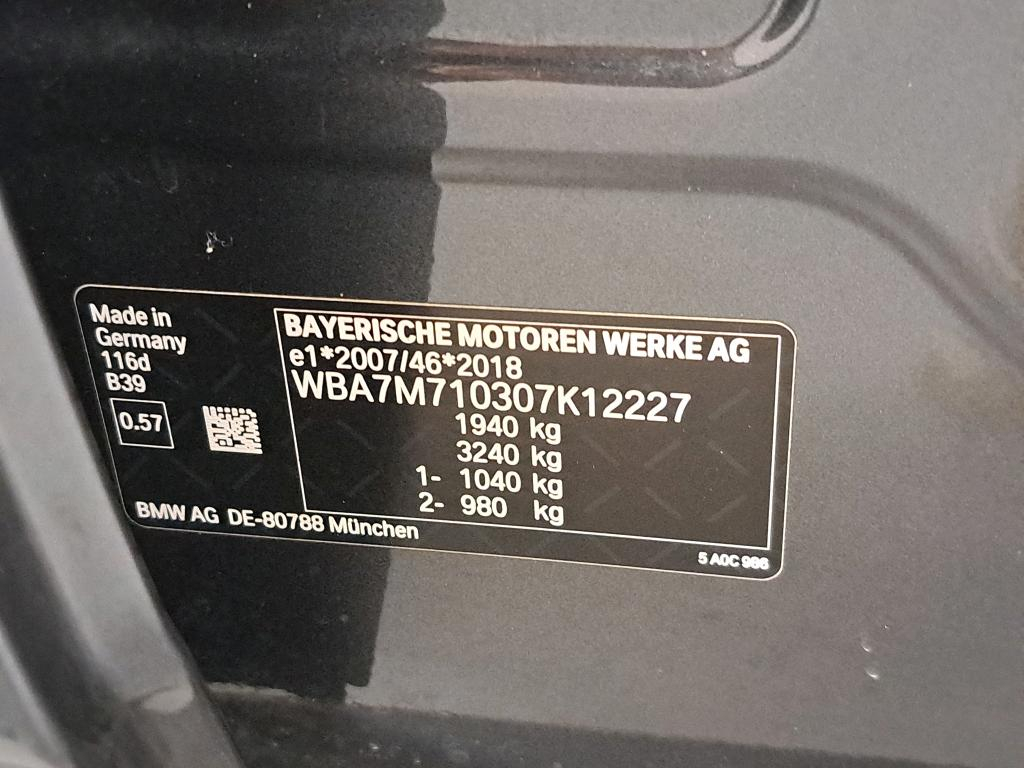 Made in
Germany
116d
B39
0.57
BAYERISCHE MOTOREN WERKE AG
e1*2007/46*2018
WBA7M710307K12227
1940 kg
3240 kg
1- 1040 kg
2- 980 kg
BMW AG DE-80788 München
5 A0C 986